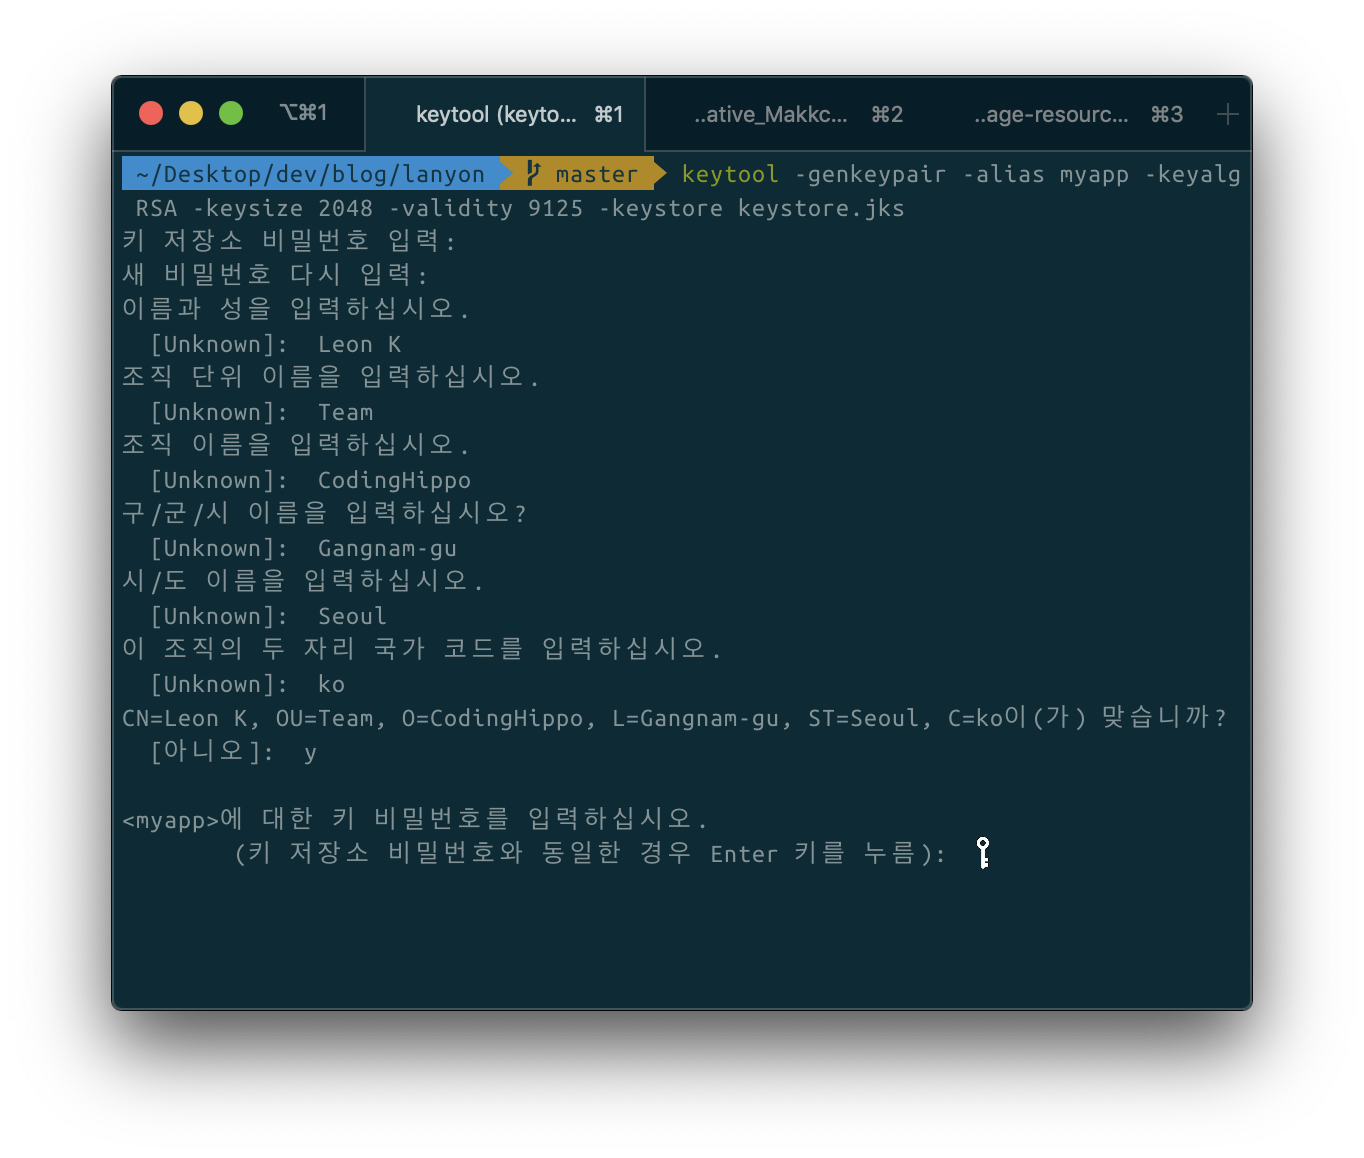 ⌥⌘1
keytool (keyto... ⌘1
..ative_Makkc... ⌘2
..age-resourc... ⌘3
~/Desktop/dev/blog/lanyon master keytool -genkeypair -alias myapp -keyalg
RSA -keysize 2048 -validity 9125 -keystore keystore.jks
키 저장소 비밀번호 입력:
새 비밀번호 다시 입력:
이름과 성을 입력하십시오.
[Unknown]: Leon K
조직 단위 이름을 입력하십시오.
[Unknown]: Team
조직 이름을 입력하십시오.
[Unknown]: CodingHippo
구/군/시 이름을 입력하십시오?
[Unknown]: Gangnam-gu
시/도 이름을 입력하십시오.
[Unknown]: Seoul
이 조직의 두 자리 국가 코드를 입력하십시오.
[Unknown]: ko
CN=Leon K, OU=Team, O=CodingHippo, L=Gangnam-gu, ST=Seoul, C=ko이(가) 맞습니까?
[아니오]: y
<myapp>에 대한 키 비밀번호를 입력하십시오.
(키 저장소 비밀번호와 동일한 경우 Enter 키를 누름):